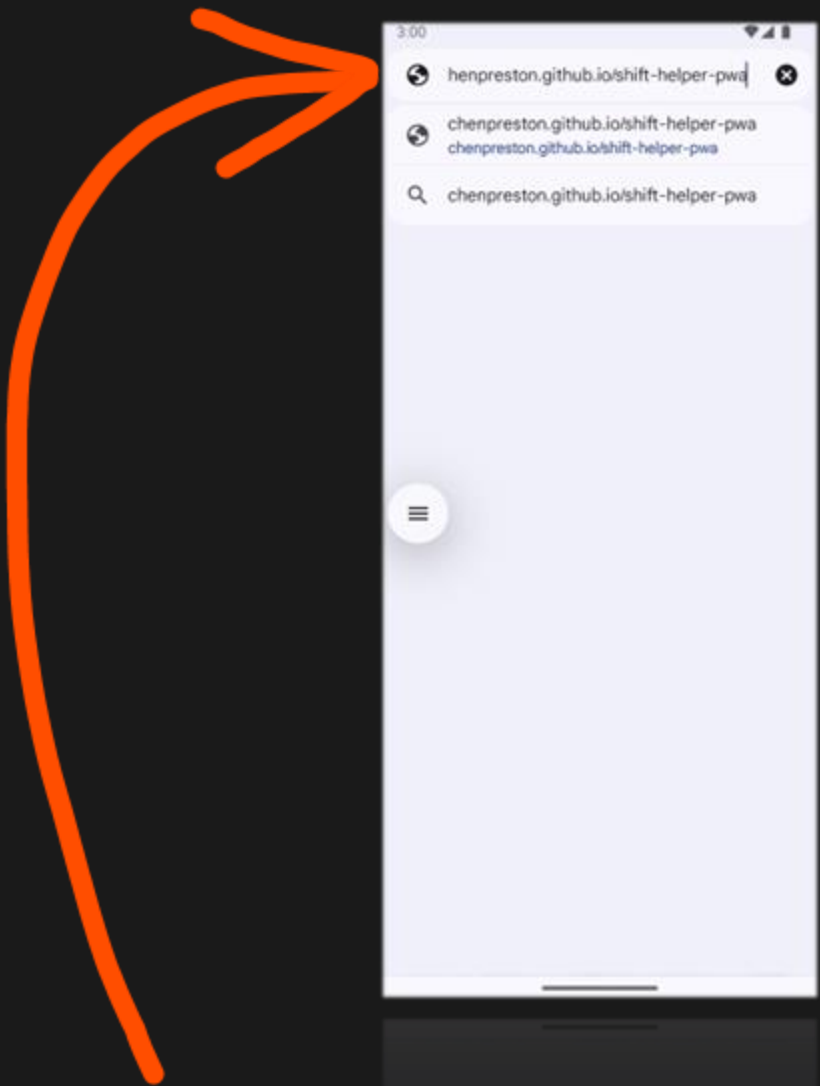 3:00
henpreston.github.io/shift-helper-pwa
chenpreston.github.io/shift-helper-pwa
chenpreston.github.io/shift-helper-pwa
chenpreston.github.io/shift-helper-pwa